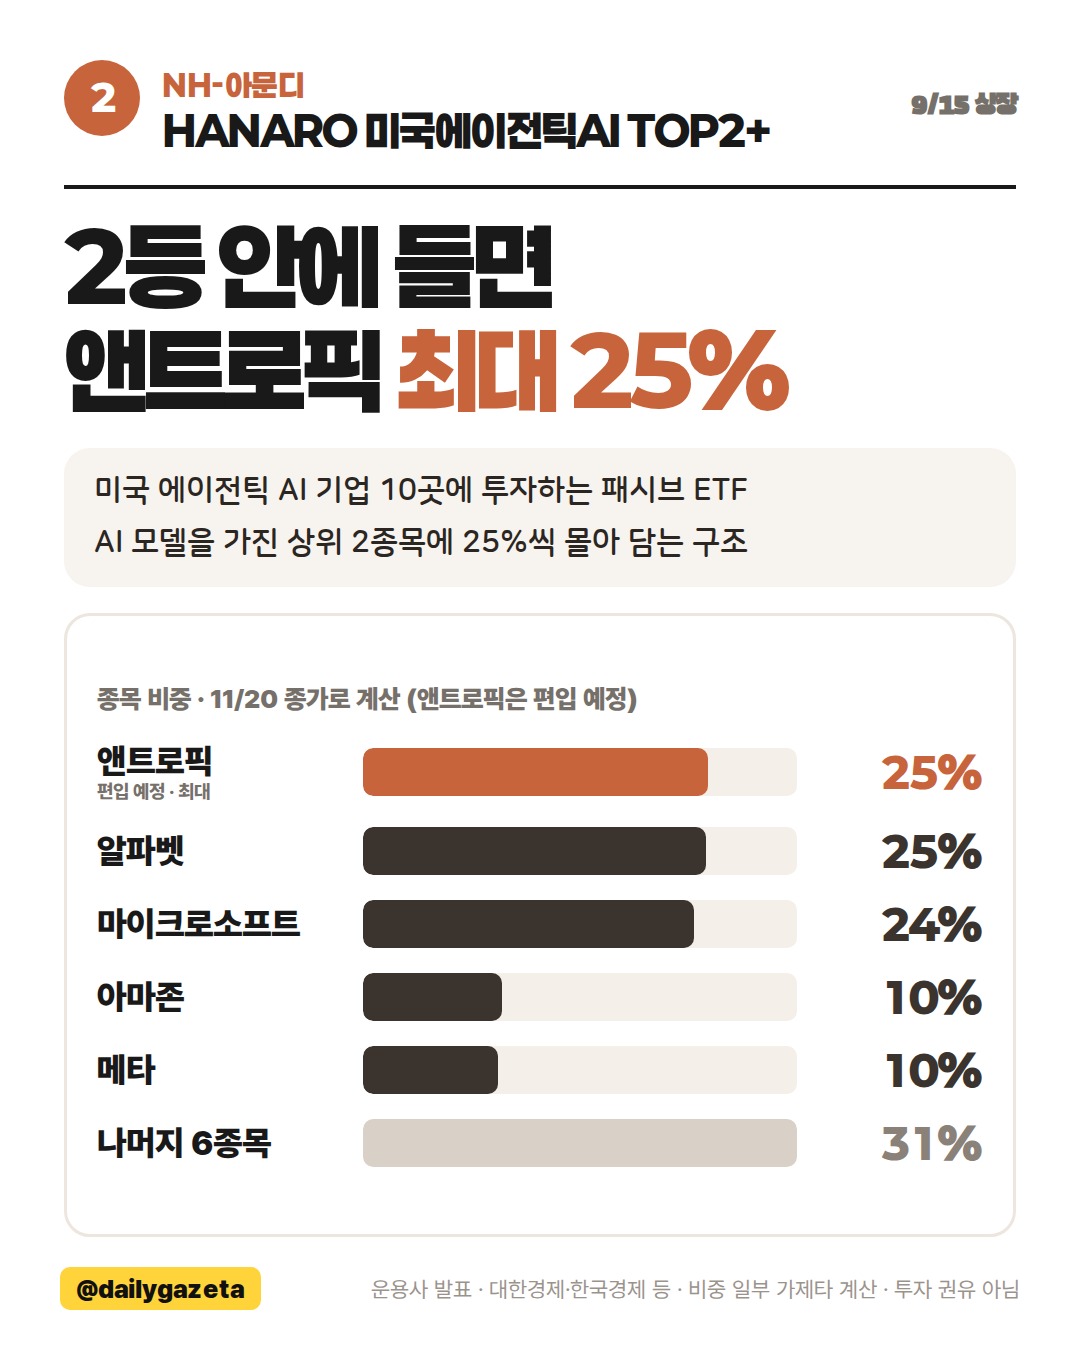 2
NH-아문디
HANARO 미국에이전틱AI TOP2+
9/15 상장
2등 안에 들면
앤트로픽 최대 25%
미국 에이전틱 AI 기업 10곳에 투자하는 패시브 ETF
AI 모델을 가진 상위 2종목에 25%씩 몰아 담는 구조
종목 비중 · 11/20 종가로 계산 (앤트로픽은 편입 예정)
앤트로픽 25%
편입 예정 · 최대
알파벳 25%
마이크로소프트 24%
아마존 10%
메타 10%
나머지 6종목 31%
@dailygazeta
운용사 발표 · 대한경제·한국경제 등 · 비중 일부 가제타 계산 · 투자 권유 아님